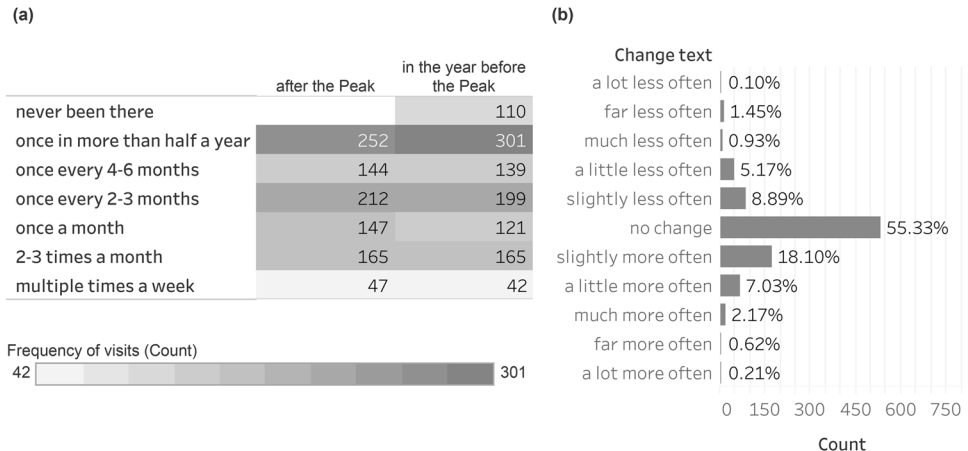 (a)
after the Peak
in the year before
the Peak
never been there 110
once in more than half a year 252 301
once every 4-6 months 144 139
once every 2-3 months 212 199
once a month 147 121
2-3 times a month 165 165
multiple times a week 47 42
Frequency of visits (Count)
42 301
(b)
Change text
a lot less often 0.10%
far less often 1.45%
much less often 0.93%
a little less often 5.17%
slightly less often 8.89%
no change 55.33%
slightly more often 18.10%
a little more often 7.03%
much more often 2.17%
far more often 0.62%
a lot more often 0.21%
0 150 300 450 600 750
Count